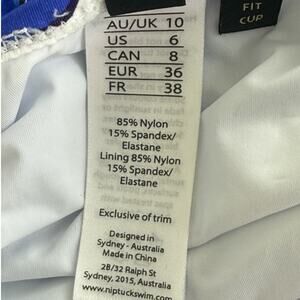 FIT
CUP
AU/UK 10
US 6
CAN 8
EUR 36
FR 38
85% Nylon
15% Spandex/
Elastane
Lining 85% Nylon
15% Spandex/
Elastane
Exclusive of trim
Designed in
Sydney - Australia
Made in China
2B/32 Ralph St
Sydney, 2015, Australia
www.niptuckswim.com